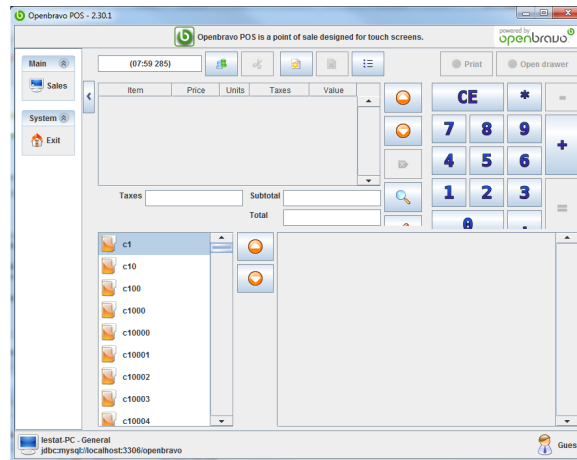 Openbravo POS - 2.30.1
Openbravo POS is a point of sale designed for touch screens.
powered by
openbravo
Main
Sales
System
Exit
(07:59 285)
Print
Open drawer
Item Price Units Taxes Value
CE * -
7 8 9 +
4 5 6
1 2 3 =
0 .
Taxes
Subtotal
Total
c1
c10
c100
c1000
c10000
c10001
c10002
c10003
c10004
lestat-PC - General
jdbc:mysql://localhost:3306/openbravo
Gues